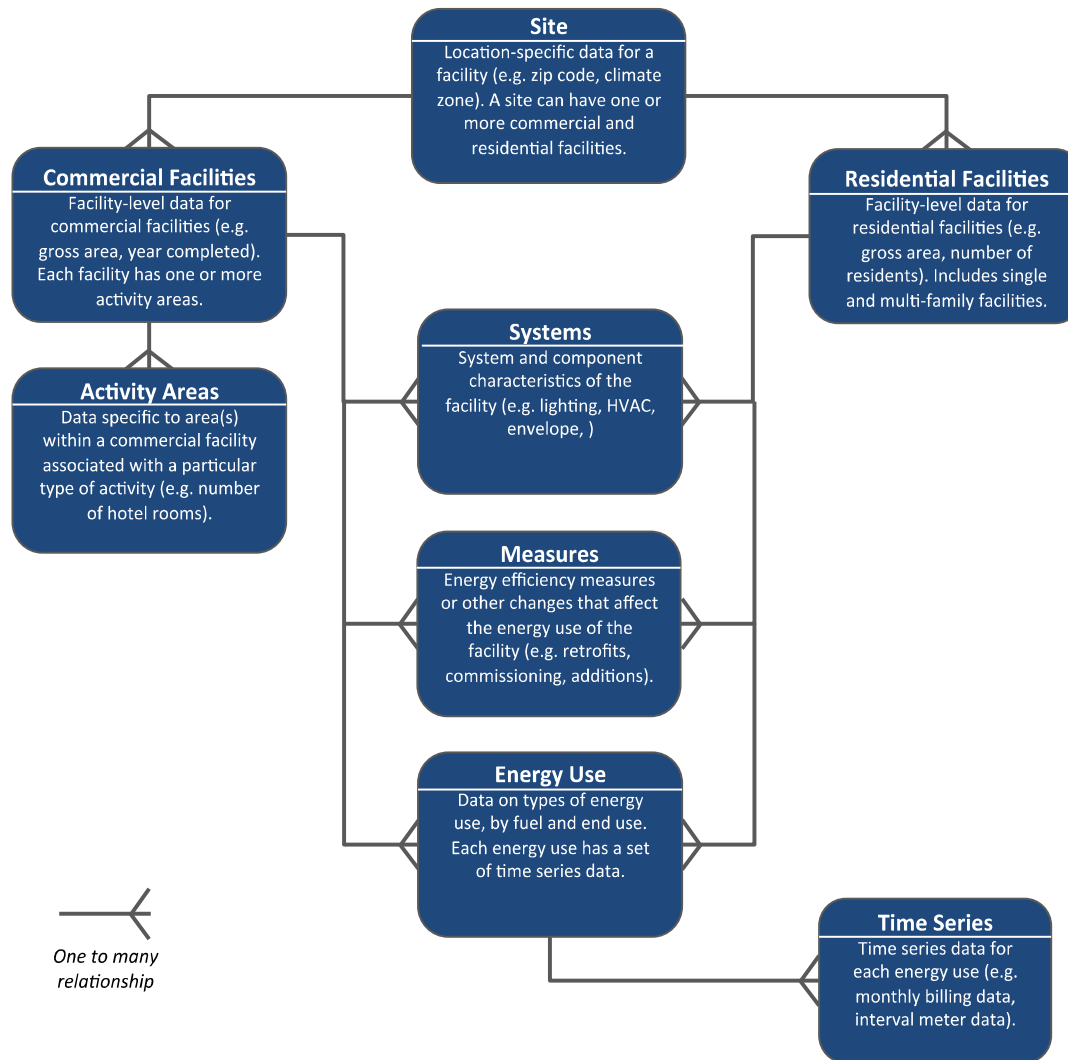 Site
Location-specific data for a
facility (e.g. zip code, climate
zone). A site can have one or
more commercial and
residential facilities.
Commercial Facilities
Facility-level data for
commercial facilities (e.g.
gross area, year completed).
Each facility has one or more
activity areas.
Residential Facilities
Facility-level data for
residential facilities (e.g.
gross area, number of
residents). Includes single
and multi-family facilities.
Systems
System and component
characteristics of the
facility (e.g. lighting, HVAC,
envelope, )
Activity Areas
Data specific to area(s)
within a commercial facility
associated with a particular
type of activity (e.g. number
of hotel rooms).
Measures
Energy efficiency measures
or other changes that affect
the energy use of the
facility (e.g. retrofits,
commissioning, additions).
Energy Use
Data on types of energy
use, by fuel and end use.
Each energy use has a set
of time series data.
One to many
relationship
Time Series
Time series data for
each energy use (e.g.
monthly billing data,
interval meter data).